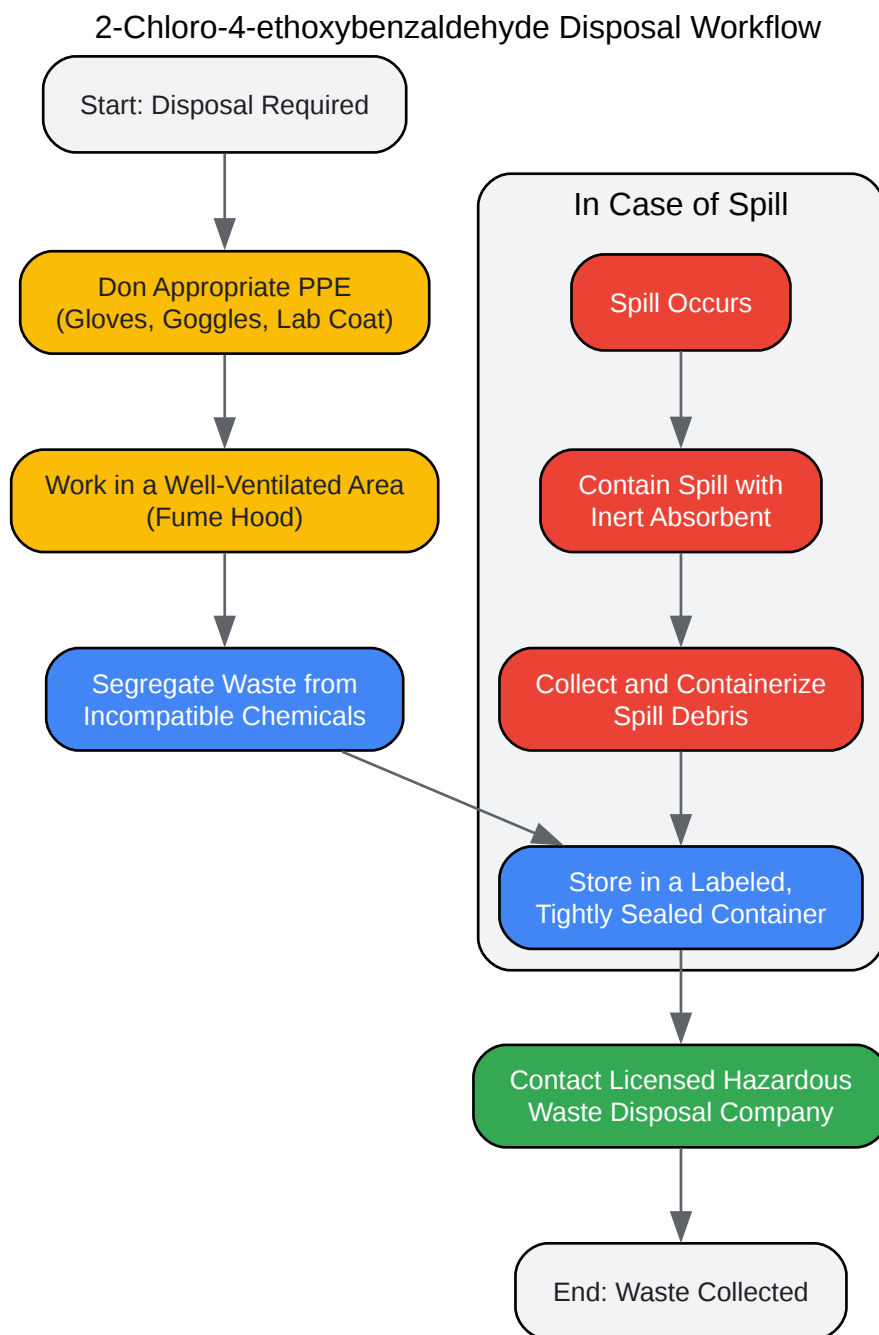 2-Chloro-4-ethoxybenzaldehyde Disposal Workflow
Start: Disposal Required
Don Appropriate PPE
(Gloves, Goggles, Lab Coat)
Work in a Well-Ventilated Area
(Fume Hood)
Segregate Waste from
Incompatible Chemicals
In Case of Spill
Spill Occurs
Contain Spill with
Inert Absorbent
Collect and Containerize
Spill Debris
Store in a Labeled,
Tightly Sealed Container
Contact Licensed Hazardous
Waste Disposal Company
End: Waste Collected